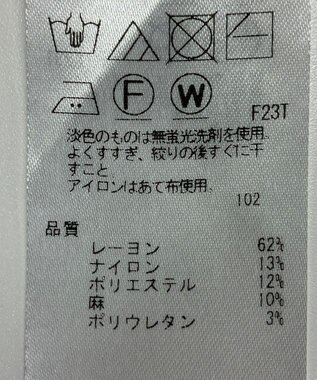 F
W
F23T
淡色のものは無蛍光洗剤を使用。
よくすすぎ、絞りの後すぐに干
すこと。
アイロンはあて布使用。
102
品質
レーヨン 62%
ナイロン 13%
ポリエステル 12%
麻 10%
ポリウレタン 3%